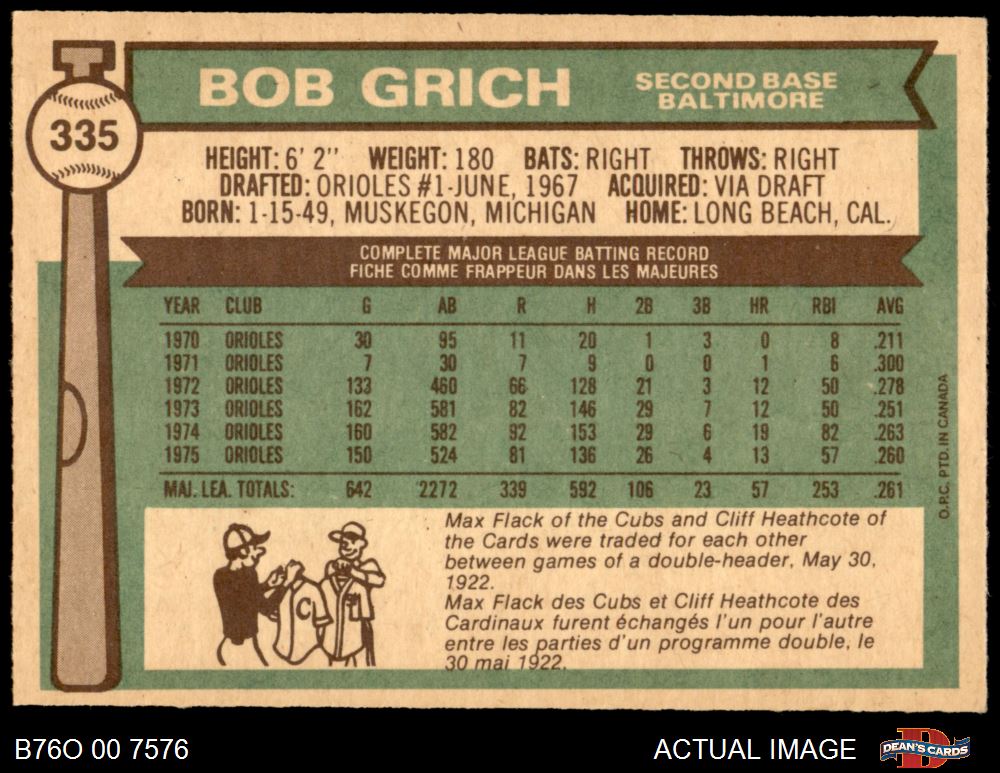 335
BOB GRICH
SECOND BASE
BALTIMORE
HEIGHT: 6' 2" WEIGHT: 180 BATS: RIGHT THROWS: RIGHT
DRAFTED: ORIOLES #1-JUNE, 1967 ACQUIRED: VIA DRAFT
BORN: 1-15-49, MUSKEGON, MICHIGAN HOME: LONG BEACH, CAL.
COMPLETE MAJOR LEAGUE BATTING RECORD
FICHE COMME FRAPPEUR DANS LES MAJEURES
YEAR CLUB G AB R H 2B 3B HR RBI AVG
1970 ORIOLES 30 95 11 20 1 3 0 8 .211
1971 ORIOLES 7 30 7 9 0 0 1 6 .300
1972 ORIOLES 133 460 66 128 21 3 12 50 .278
1973 ORIOLES 162 581 82 146 29 7 12 50 .251
1974 ORIOLES 160 582 92 153 29 6 19 82 .263
1975 ORIOLES 150 524 81 136 26 4 13 57 .260
MAJ. LEA. TOTALS: 642 2272 339 592 106 23 57 253 .261
O.P.C. PTD. IN CANADA
C
Max Flack of the Cubs and Cliff Heathcote of
the Cards were traded for each other
between games of a double-header, May 30,
1922.
Max Flack des Cubs et Cliff Heathcote des
Cardinaux furent échangés l'un pour l'autre
entre les parties d'un programme double, le
30 mai 1922.
B76O 00 7576
ACTUAL IMAGE
DEAN'S CARDS